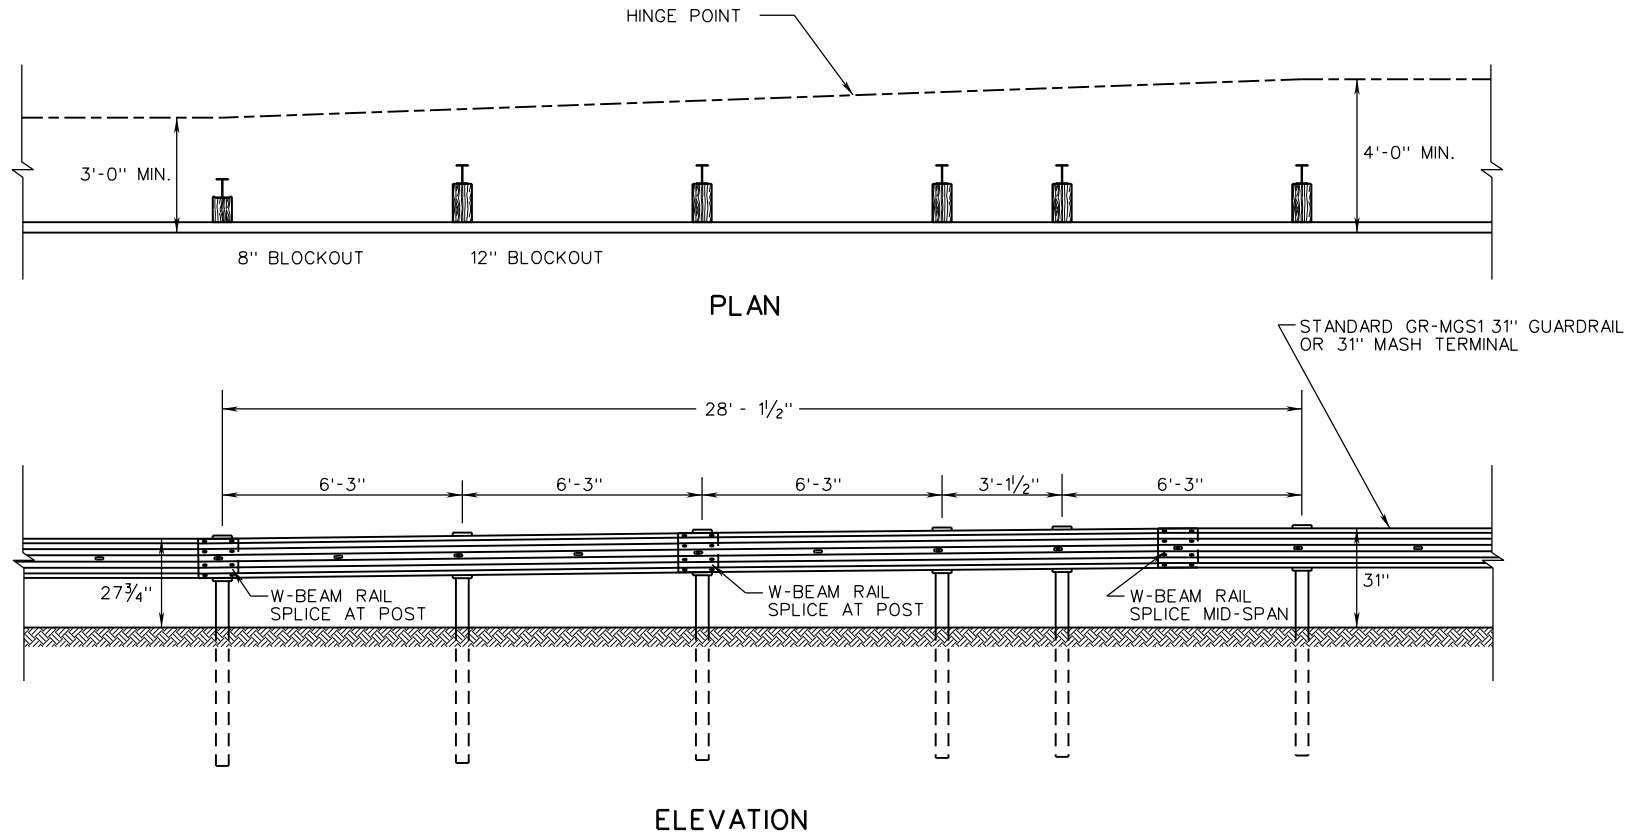 HINGE POINT
3'-0" MIN.
4'-0" MIN.
8" BLOCKOUT
12" BLOCKOUT
PLAN
STANDARD GR-MGS1 31" GUARDRAIL
OR 31" MASH TERMINAL
28' - 1½"
6'-3"
6'-3"
6'-3"
3'-1½"
6'-3"
27¾"
W-BEAM RAIL
SPLICE AT POST
W-BEAM RAIL
SPLICE AT POST
W-BEAM RAIL
SPLICE MID-SPAN
31"
ELEVATION